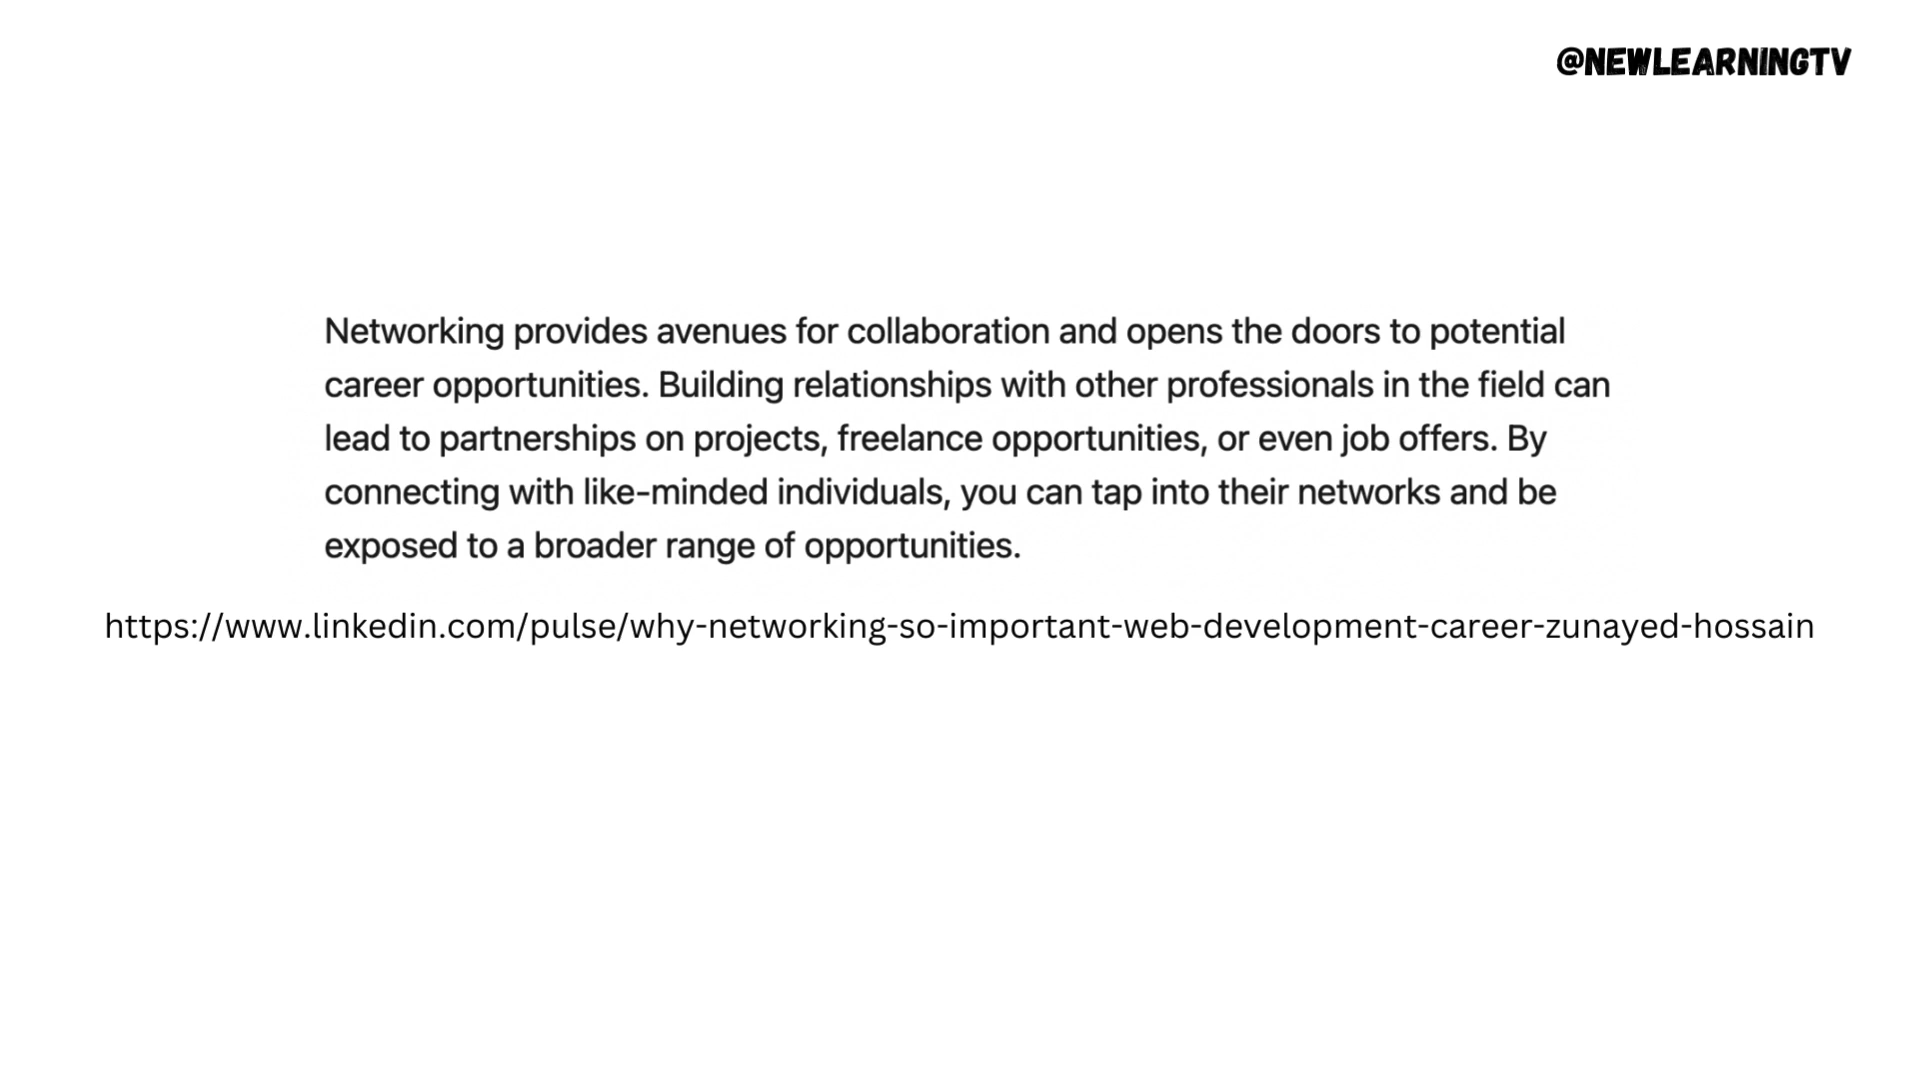 @NEWLEARNINGTV
Networking provides avenues for collaboration and opens the doors to potential
career opportunities. Building relationships with other professionals in the field can
lead to partnerships on projects, freelance opportunities, or even job offers. By
connecting with like-minded individuals, you can tap into their networks and be
exposed to a broader range of opportunities.
https://www.linkedin.com/pulse/why-networking-so-important-web-development-career-zunayed-hossain